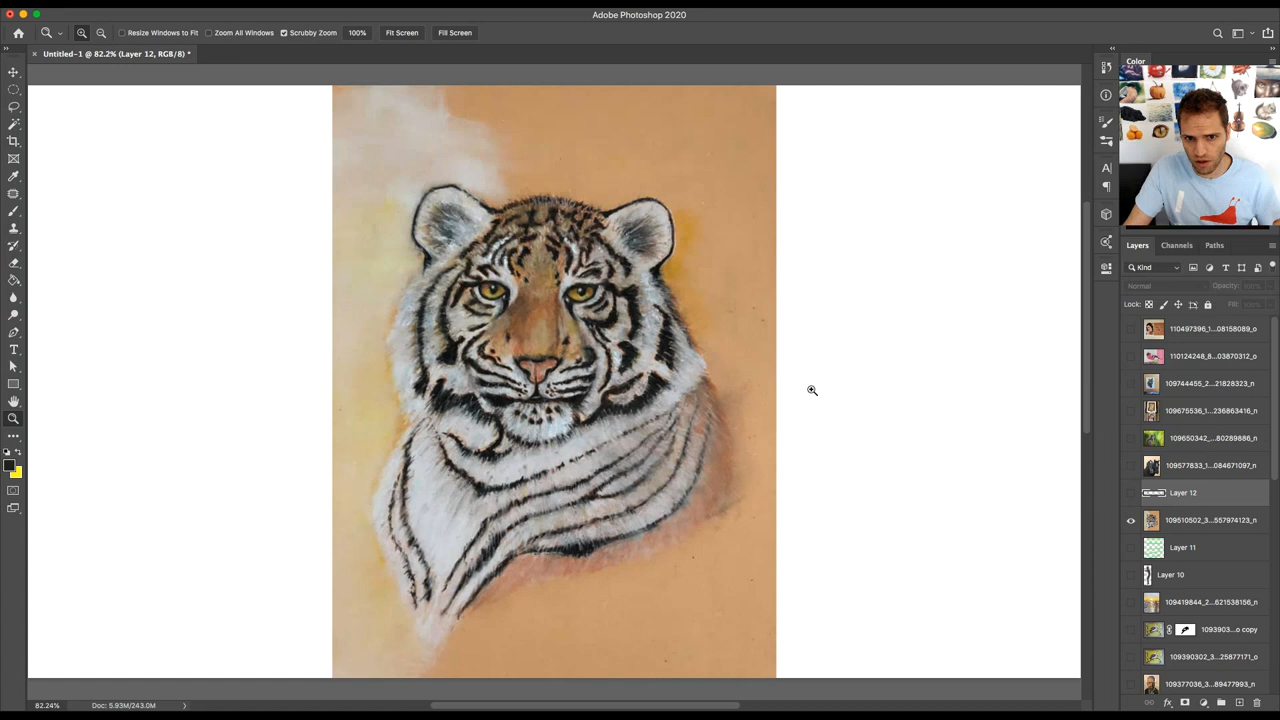 Adobe Photoshop 2020
Resize Windows to Fit
Zoom All Windows
Scrubby Zoom
100%
Fit Screen
Fill Screen
Untitled-1 @ 82.2% (Layer 12, RGB/8) *
Color
Layers
Channels
Paths
Kind
Normal
Opacity: 100%
Lock:
Fill:
110497396_1...08158089_o
110124248_8...03870312_o
109744455_2...21828323_n
109675536_1...236863416_n
109650342_...80289886_n
109577833_1...084671097_n
Layer 12
109510502_3...557974123_n
Layer 11
Layer 10
109419844_2...621538156_n
1093903...o copy
109390302_3...25877171_o
109377036_3...89477993_n
82.24%
Doc: 5.93M/243.0M